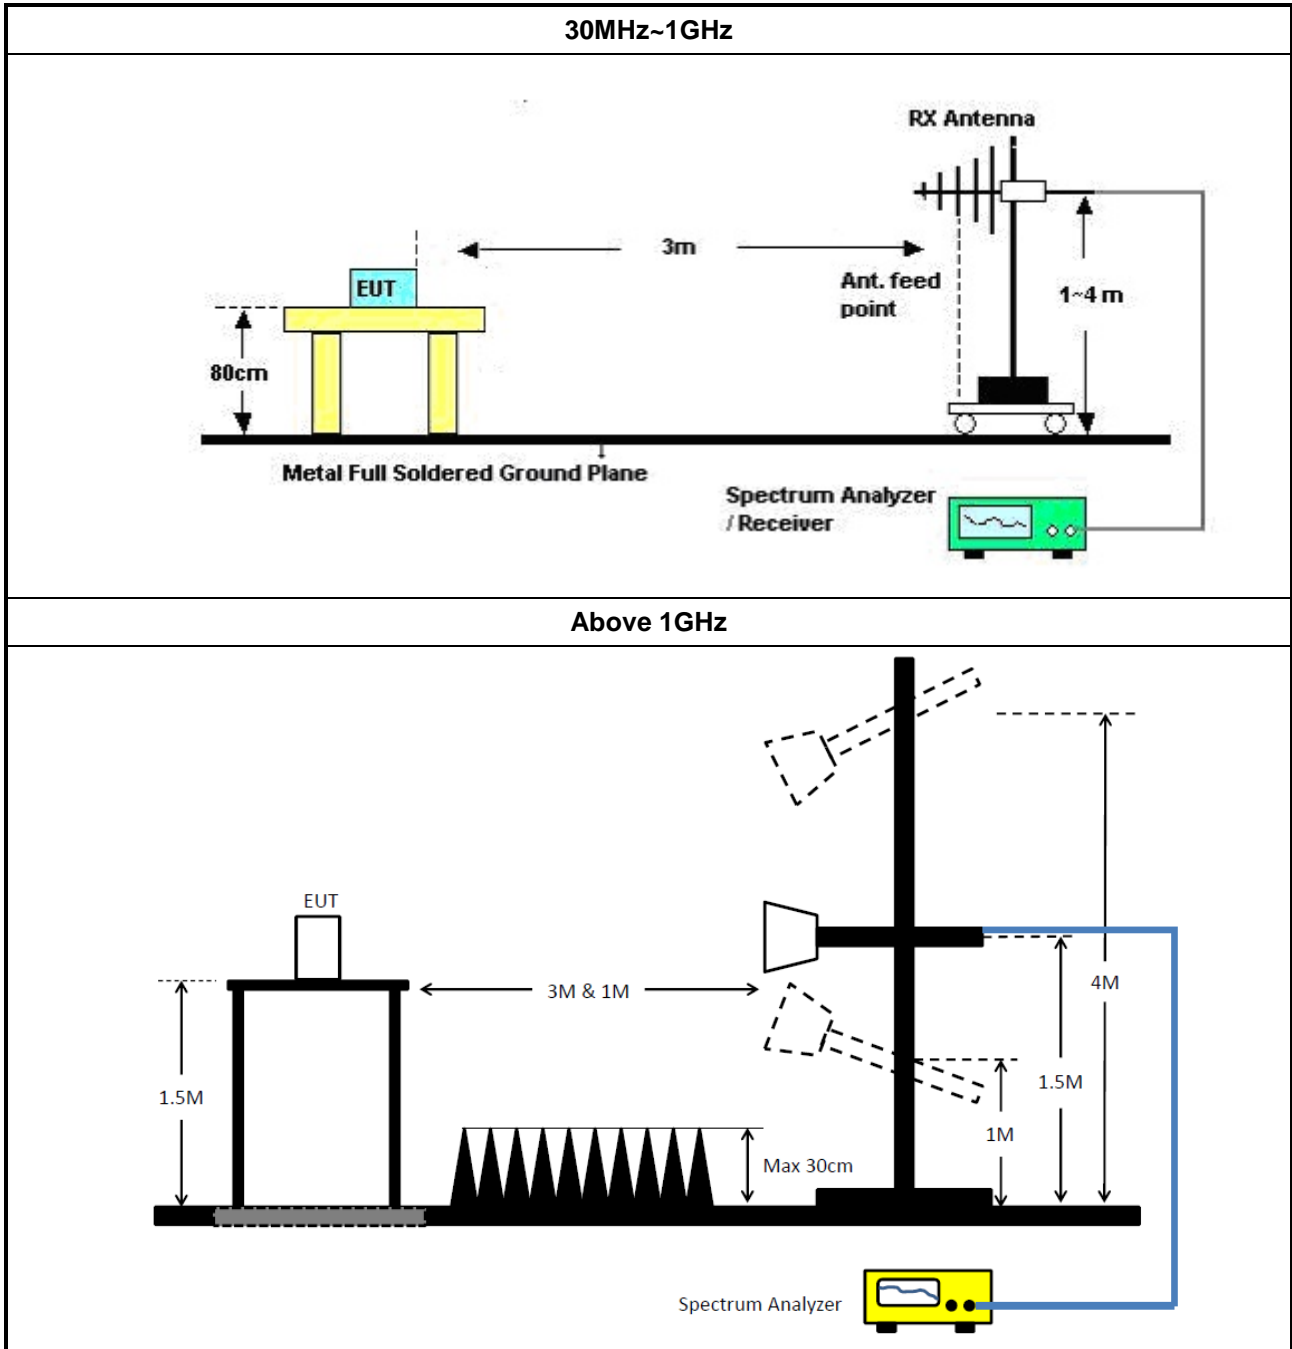 30MHz~1GHz
RX Antenna
3m
EUT
Ant. feed
point
1~4 m
80cm
Metal Full Soldered Ground Plane
Spectrum Analyzer
/ Receiver
Above 1GHz
EUT
3M & 1M
4M
1.5M
1.5M
1M
Max 30cm
Spectrum Analyzer